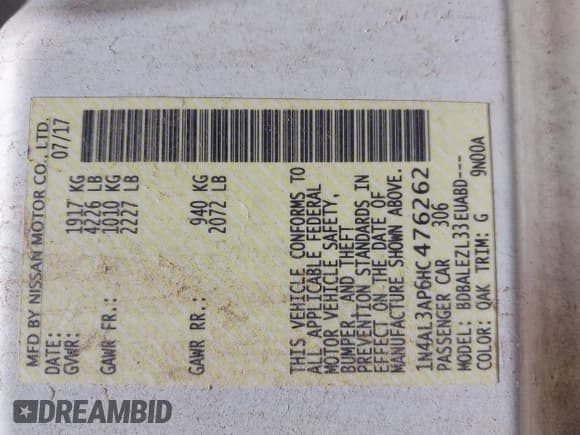 MFD BY NISSAN MOTOR CO., LTD.
DATE: 07/17
GVWR: 1917 KG
4226 LB
GAWR FR.: 1010 KG
2227 LB
GAWR RR.: 940 KG
2072 LB
THIS VEHICLE CONFORMS TO
ALL APPLICABLE FEDERAL
MOTOR VEHICLE SAFETY,
BUMPER, AND THEFT
PREVENTION STANDARDS IN
EFFECT ON THE DATE OF
MANUFACTURE SHOWN ABOVE.
1N4AL3AP6HC476262
PASSENGER CAR 306
MODEL: BDBALEZL33EUABD---
COLOR: QAK TRIM: G 9N00A
DREAMBID